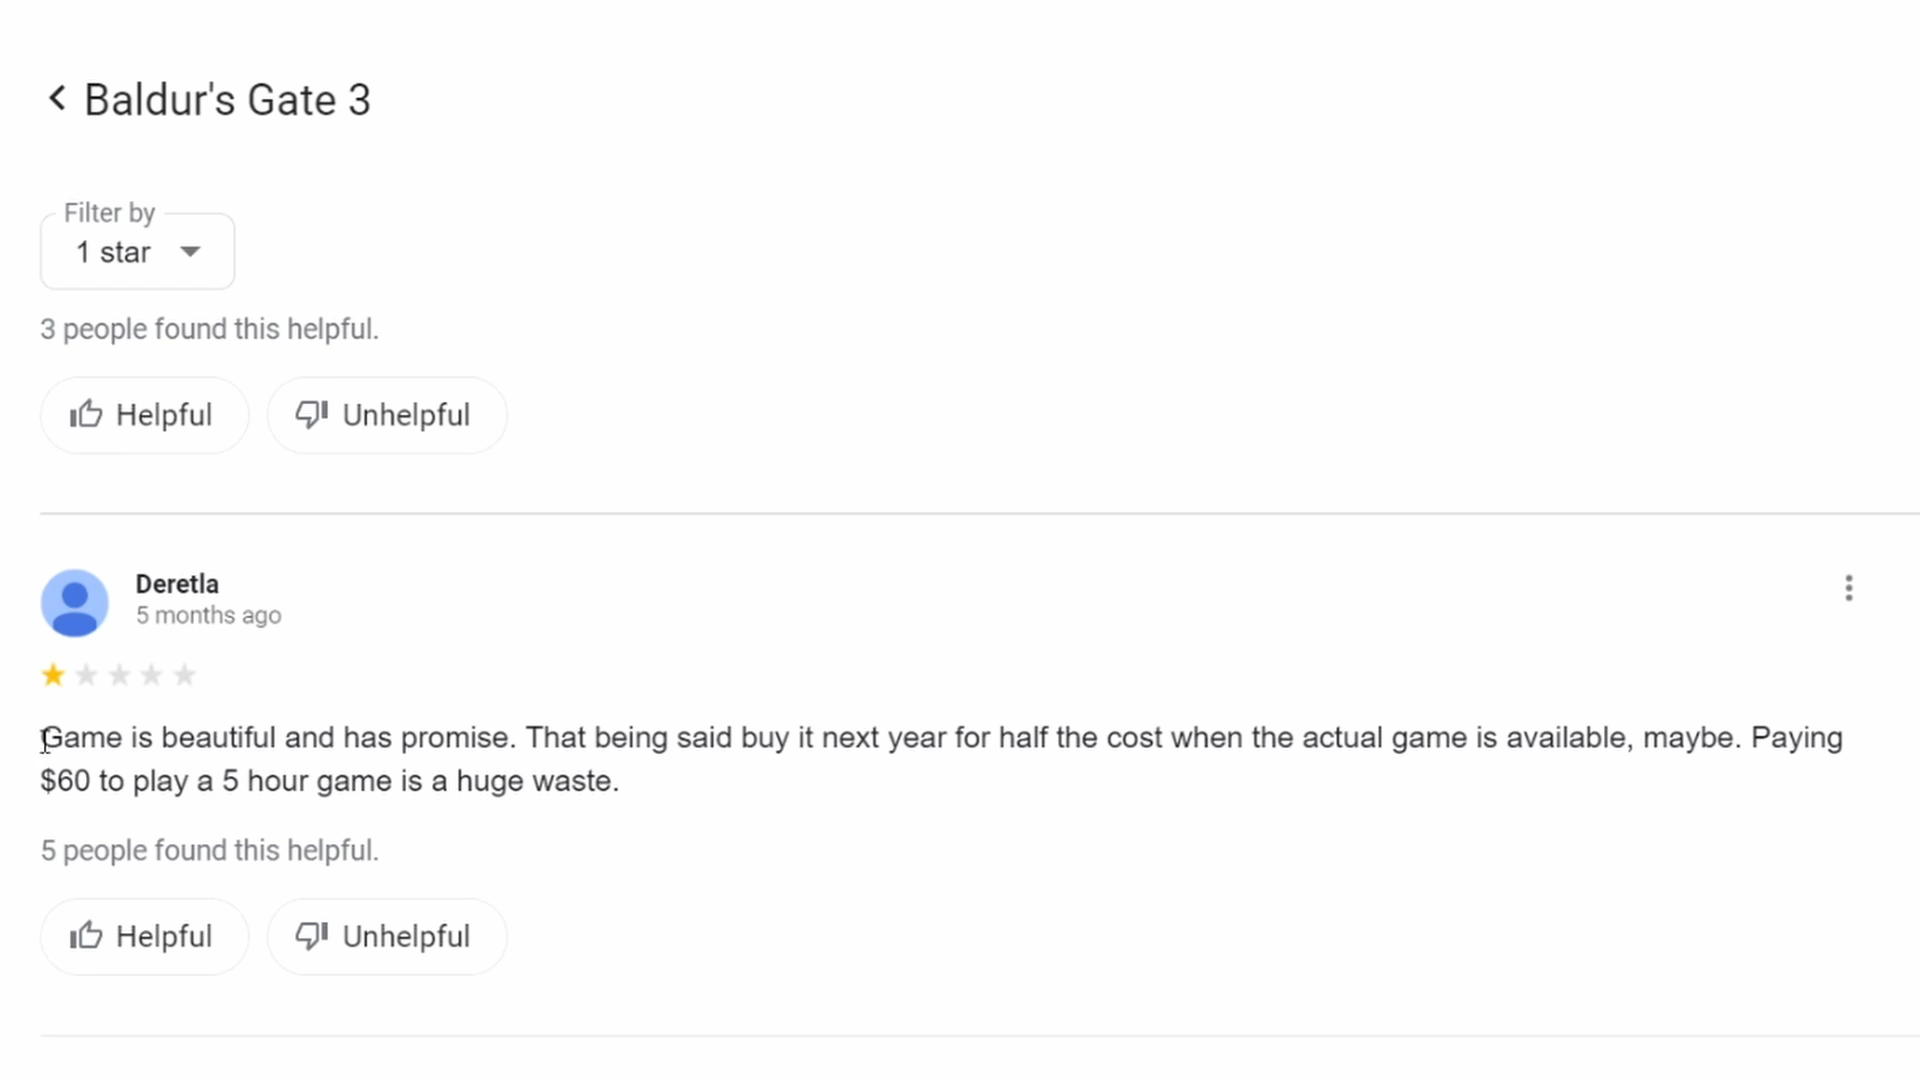 Baldur's Gate 3
Filter by
1 star
3 people found this helpful.
Helpful
Unhelpful
Deretla
5 months ago
Game is beautiful and has promise. That being said buy it next year for half the cost when the actual game is available, maybe. Paying
$60 to play a 5 hour game is a huge waste.
5 people found this helpful.
Helpful
Unhelpful